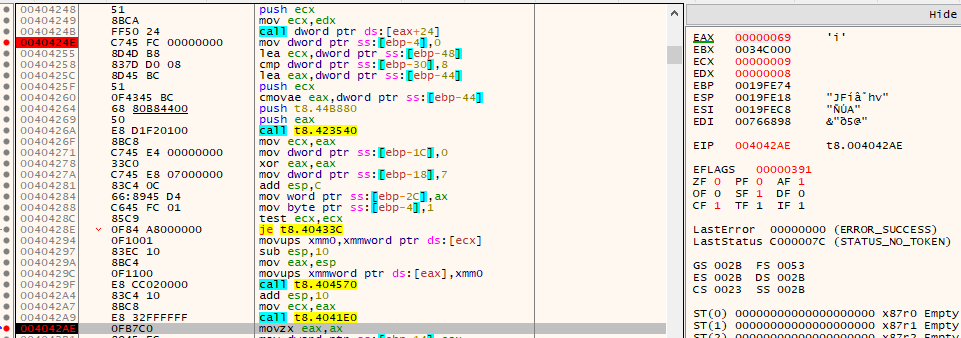 Hide
00404248 51 push ecx
00404249 8BCA mov ecx,edx
0040424B FF50 24 call dword ptr ds:[eax+24]
0040424E C745 FC 00000000 mov dword ptr ss:[ebp-4],0
00404255 8D4D B8 lea ecx,dword ptr ss:[ebp-48]
00404258 837D D0 08 cmp dword ptr ss:[ebp-30],8
0040425C 8D45 BC lea eax,dword ptr ss:[ebp-44]
0040425F 51 push ecx
00404260 0F4345 BC cmovae eax,dword ptr ss:[ebp-44]
00404264 68 80B84400 push t8.44B880
00404269 50 push eax
0040426A E8 D1F20100 call t8.423540
0040426F 8BC8 mov ecx,eax
00404271 C745 E4 00000000 mov dword ptr ss:[ebp-1C],0
00404278 33C0 xor eax,eax
0040427A C745 E8 07000000 mov dword ptr ss:[ebp-18],7
00404281 83C4 0C add esp,C
00404284 66:8945 D4 mov word ptr ss:[ebp-2C],ax
00404288 C645 FC 01 mov byte ptr ss:[ebp-4],1
0040428C 85C9 test ecx,ecx
0040428E 0F84 A8000000 je t8.40433C
00404294 0F1001 movups xmm0,xmmword ptr ds:[ecx]
00404297 83EC 10 sub esp,10
0040429A 8BC4 mov eax,esp
0040429C 0F1100 movups xmmword ptr ds:[eax],xmm0
0040429F E8 CC020000 call t8.404570
004042A4 83C4 10 add esp,10
004042A7 8BC8 mov ecx,eax
004042A9 E8 32FFFFFF call t8.4041E0
004042AE 0FB7C0 movzx eax,ax
EAX 00000069 'i'
EBX 0034C000
ECX 00000009
EDX 00000008
EBP 0019FE74
ESP 0019FE18
ESI 0019FEC8 "ÑÚA"
EDI 00766898 &"ð5@"
EIP 004042AE t8.004042AE
EFLAGS 00000391
ZF 0 PF 0 AF 1
OF 0 SF 1 DF 0
CF 1 TF 1 IF 1
LastError 00000000 (ERROR_SUCCESS)
LastStatus C000007C (STATUS_NO_TOKEN)
GS 002B FS 0053
ES 002B DS 002B
CS 0023 SS 002B
ST(0) 00000000000000000000 x87r0 Empty
ST(1) 00000000000000000000 x87r1 Empty